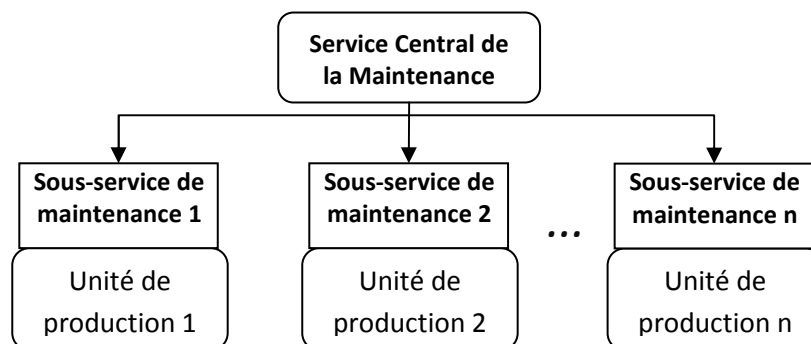 Service Central de
la Maintenance
Sous-service de
maintenance 1
Unité de
production 1
Sous-service de
maintenance 2
Unité de
production 2
...
Sous-service de
maintenance n
Unité de
production n